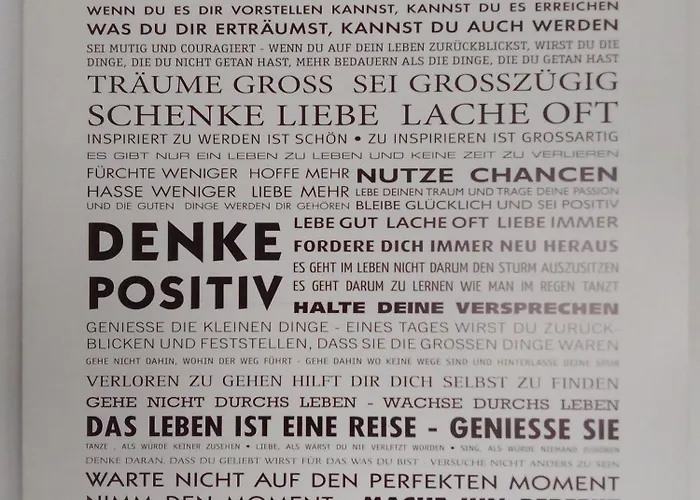 WENN DU ES DIR VORSTELLEN KANNST, KANNST DU ES ERREICHEN
WAS DU DIR ERTRÄUMST, KANNST DU AUCH WERDEN
SEI MUTIG UND COURAGIERT - WENN DU AUF DEIN LEBEN ZURÜCKBLICKST, WIRST DU DIE
DINGE, DIE DU NICHT GETAN HAST, MEHR BEDAUERN ALS DIE DINGE, DIE DU GETAN HAST
TRÄUME GROSS SEI GROSSZÜGIG
SCHENKE LIEBE LACHE OFT
INSPIRIERT ZU WERDEN IST SCHÖN • ZU INSPIRIEREN IST GROSSARTIG
ES GIBT NUR EIN LEBEN ZU LEBEN UND KEINE ZEIT ZU VERLIEREN
FÜRCHTE WENIGER HOFFE MEHR NUTZE CHANCEN
HASSE WENIGER LIEBE MEHR LEBE DEINEN TRAUM UND TRAGE DEINE PASSION
UND DIE GUTEN DINGE WERDEN DIR GEHÖREN BLEIBE GLÜCKLICH UND SEI POSITIV
DENKE
POSITIV
LEBE GUT LACHE OFT LIEBE IMMER
FORDERE DICH IMMER NEU HERAUS
ES GEHT IM LEBEN NICHT DARUM DEN STURM AUSZUSITZEN
ES GEHT DARUM ZU LERNEN WIE MAN IM REGEN TANZT
HALTE DEINE VERSPRECHEN
GENIESSE DIE KLEINEN DINGE - EINES TAGES WIRST DU ZURÜCK-
BLICKEN UND FESTSTELLEN, DASS SIE DIE GROSSEN DINGE WAREN
GEHE NICHT DAHIN, WOHIN DER WEG FÜHRT - GEHE DAHIN WO KEINE WEGE SIND UND HINTERLASSE DEINE SPUR
VERLOREN ZU GEHEN HILFT DIR DICH SELBST ZU FINDEN
GEHE NICHT DURCHS LEBEN - WACHSE DURCHS LEBEN
DAS LEBEN IST EINE REISE - GENIESSE SIE
TANZE , ALS WÜRDE KEINER ZUSEHEN • LIEBE, ALS WÄRST DU NIE VERLETZT WORDEN • SING, ALS WÜRDE NIEMAND ZUHÖREN
DENKE DARAN, DASS DU GELIEBT WIRST FÜR DAS WAS DU BIST - VERSUCHE NICHT ANDERS ZU SEIN
WARTE NICHT AUF DEN PERFEKTEN MOMENT
NIMM DEN MOMENT - MACHE IHN PERFEKT